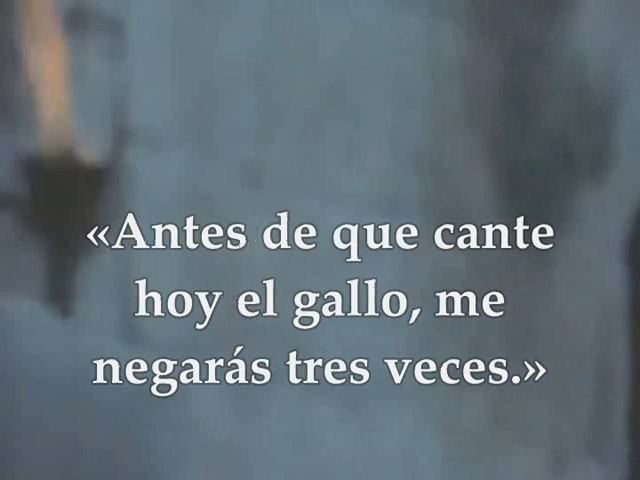 «Antes de que cante
hoy el gallo, me
negarás tres veces.»